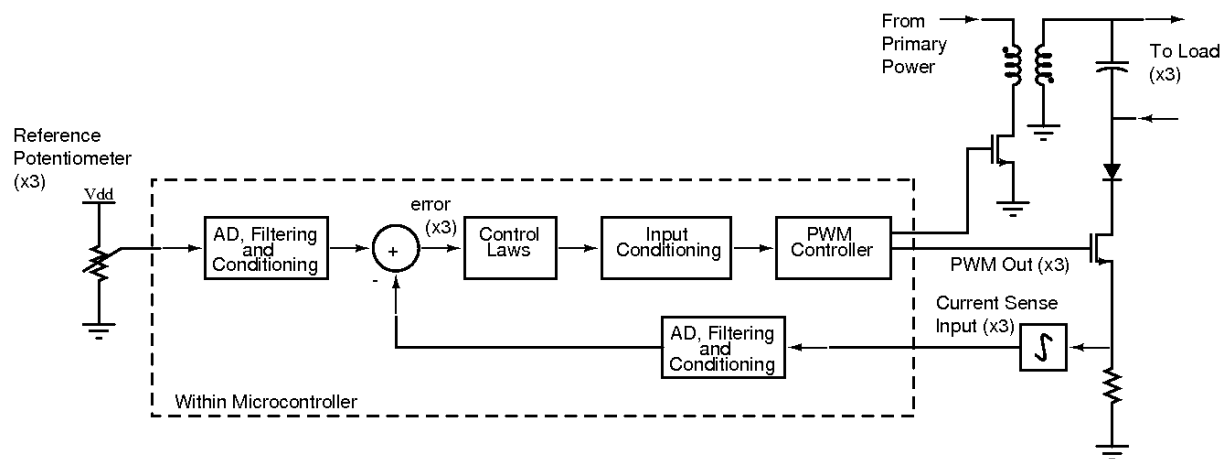 From
Primary
Power
To Load
(x3)
Reference
Potentiometer
(x3)
Vdd
AD, Filtering
and
Conditioning
+
-
error
(x3)
Control
Laws
Input
Conditioning
PWM
Controller
PWM Out (x3)
Current Sense
Input (x3)
AD, Filtering
and
Conditioning
∫
Within Microcontroller